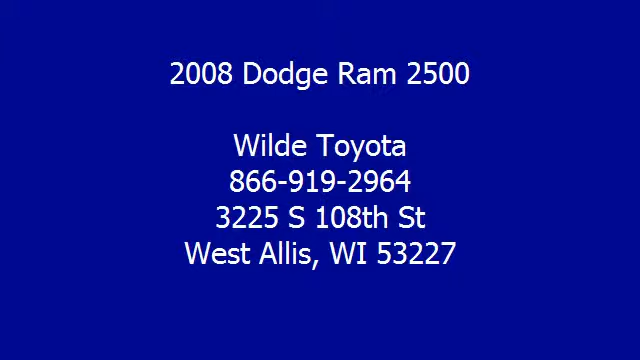 2008 Dodge Ram 2500
Wilde Toyota
866-919-2964
3225 S 108th St
West Allis, WI 53227